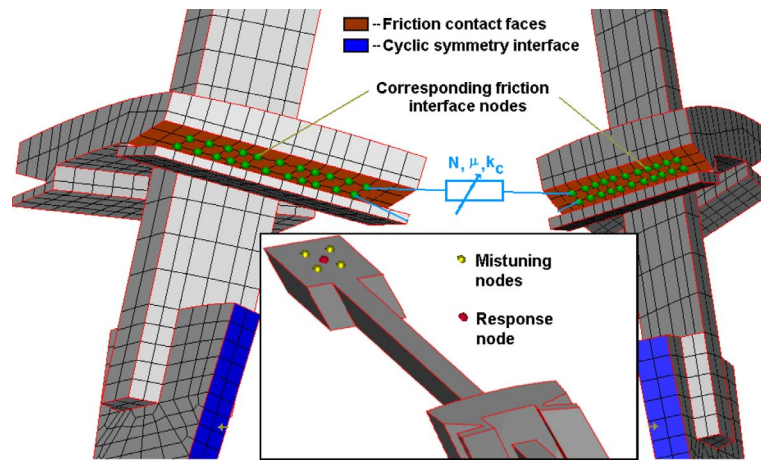 -- Friction contact faces
-- Cyclic symmetry interface
Corresponding friction
interface nodes
N, μ, kc
Mistuning
nodes
Response
node